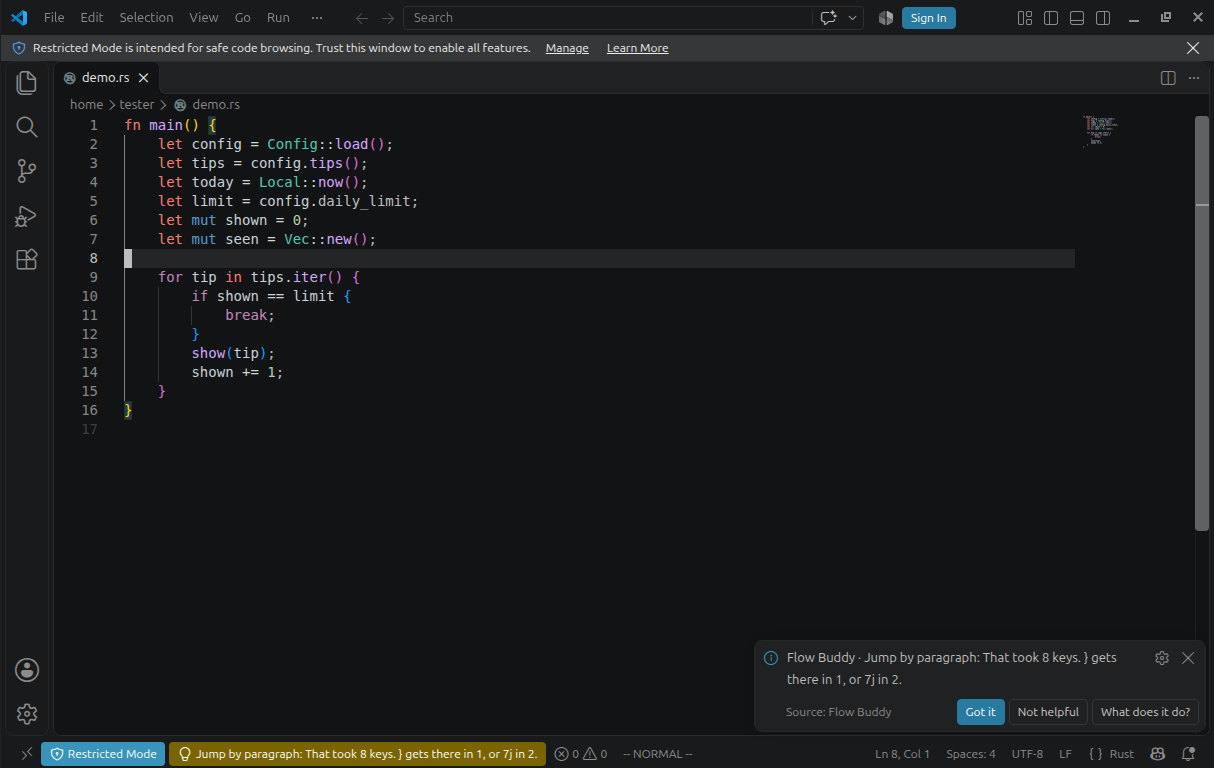 File Edit Selection View Go Run ··· Search Sign In
Restricted Mode is intended for safe code browsing. Trust this window to enable all features. Manage Learn More
demo.rs
home > tester > demo.rs
1 fn main() {
2     let config = Config::load();
3     let tips = config.tips();
4     let today = Local::now();
5     let limit = config.daily_limit;
6     let mut shown = 0;
7     let mut seen = Vec::new();
8
9     for tip in tips.iter() {
10         if shown == limit {
11             break;
12         }
13         show(tip);
14         shown += 1;
15     }
16 }
17
Flow Buddy · Jump by paragraph: That took 8 keys. } gets
there in 1, or 7j in 2.
Source: Flow Buddy Got it Not helpful What does it do?
Restricted Mode Jump by paragraph: That took 8 keys. } gets there in 1, or 7j in 2. 0 0 -- NORMAL -- Ln 8, Col 1 Spaces: 4 UTF-8 LF { } Rust